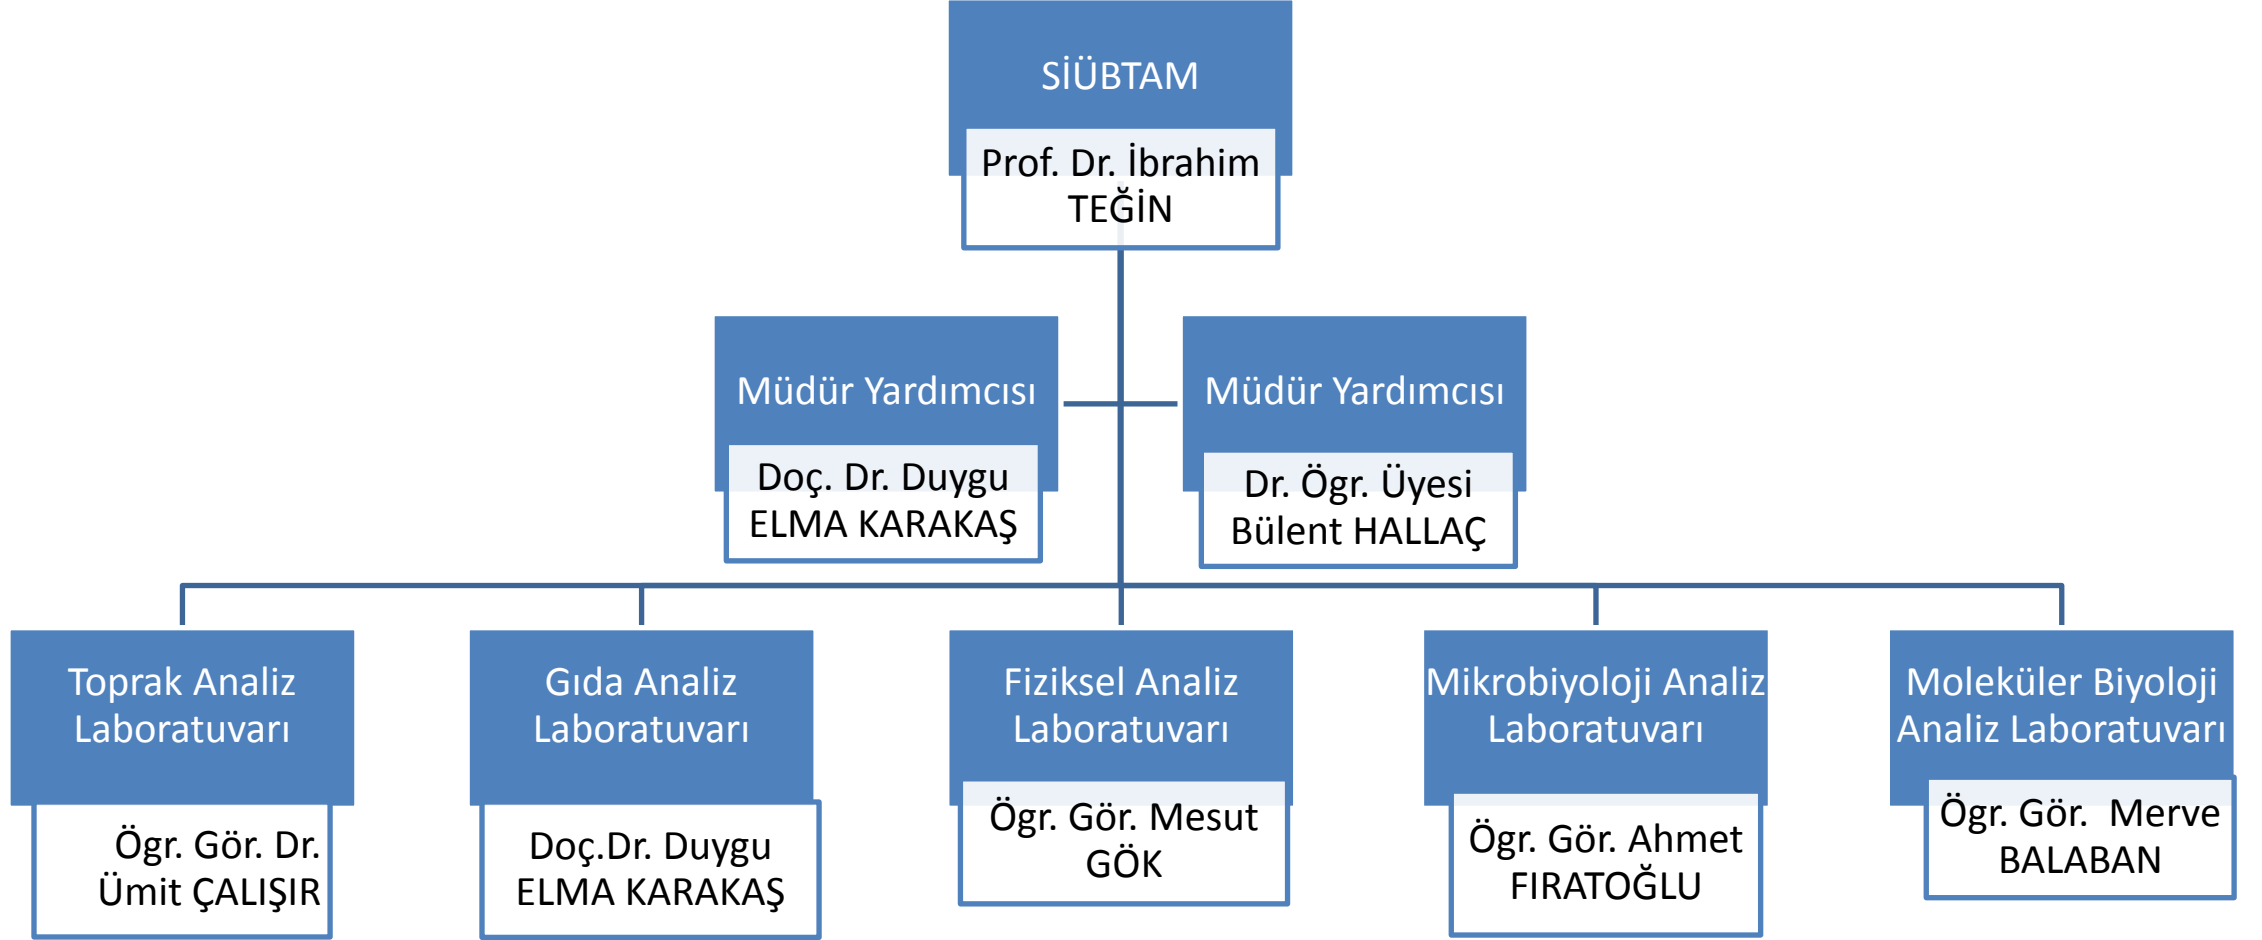 SİÜBTAM
Prof. Dr. İbrahim
TEĞİN
Müdür Yardımcısı
Doç. Dr. Duygu
ELMA KARAKAŞ
Müdür Yardımcısı
Dr. Ögr. Üyesi
Bülent HALLAÇ
Toprak Analiz
Laboratuvarı
Ögr. Gör. Dr.
Ümit ÇALIŞIR
Gıda Analiz
Laboratuvarı
Doç.Dr. Duygu
ELMA KARAKAŞ
Fiziksel Analiz
Laboratuvarı
Ögr. Gör. Mesut
GÖK
Mikrobiyoloji Analiz
Laboratuvarı
Ögr. Gör. Ahmet
FIRATOĞLU
Moleküler Biyoloji
Analiz Laboratuvarı
Ögr. Gör.  Merve
BALABAN